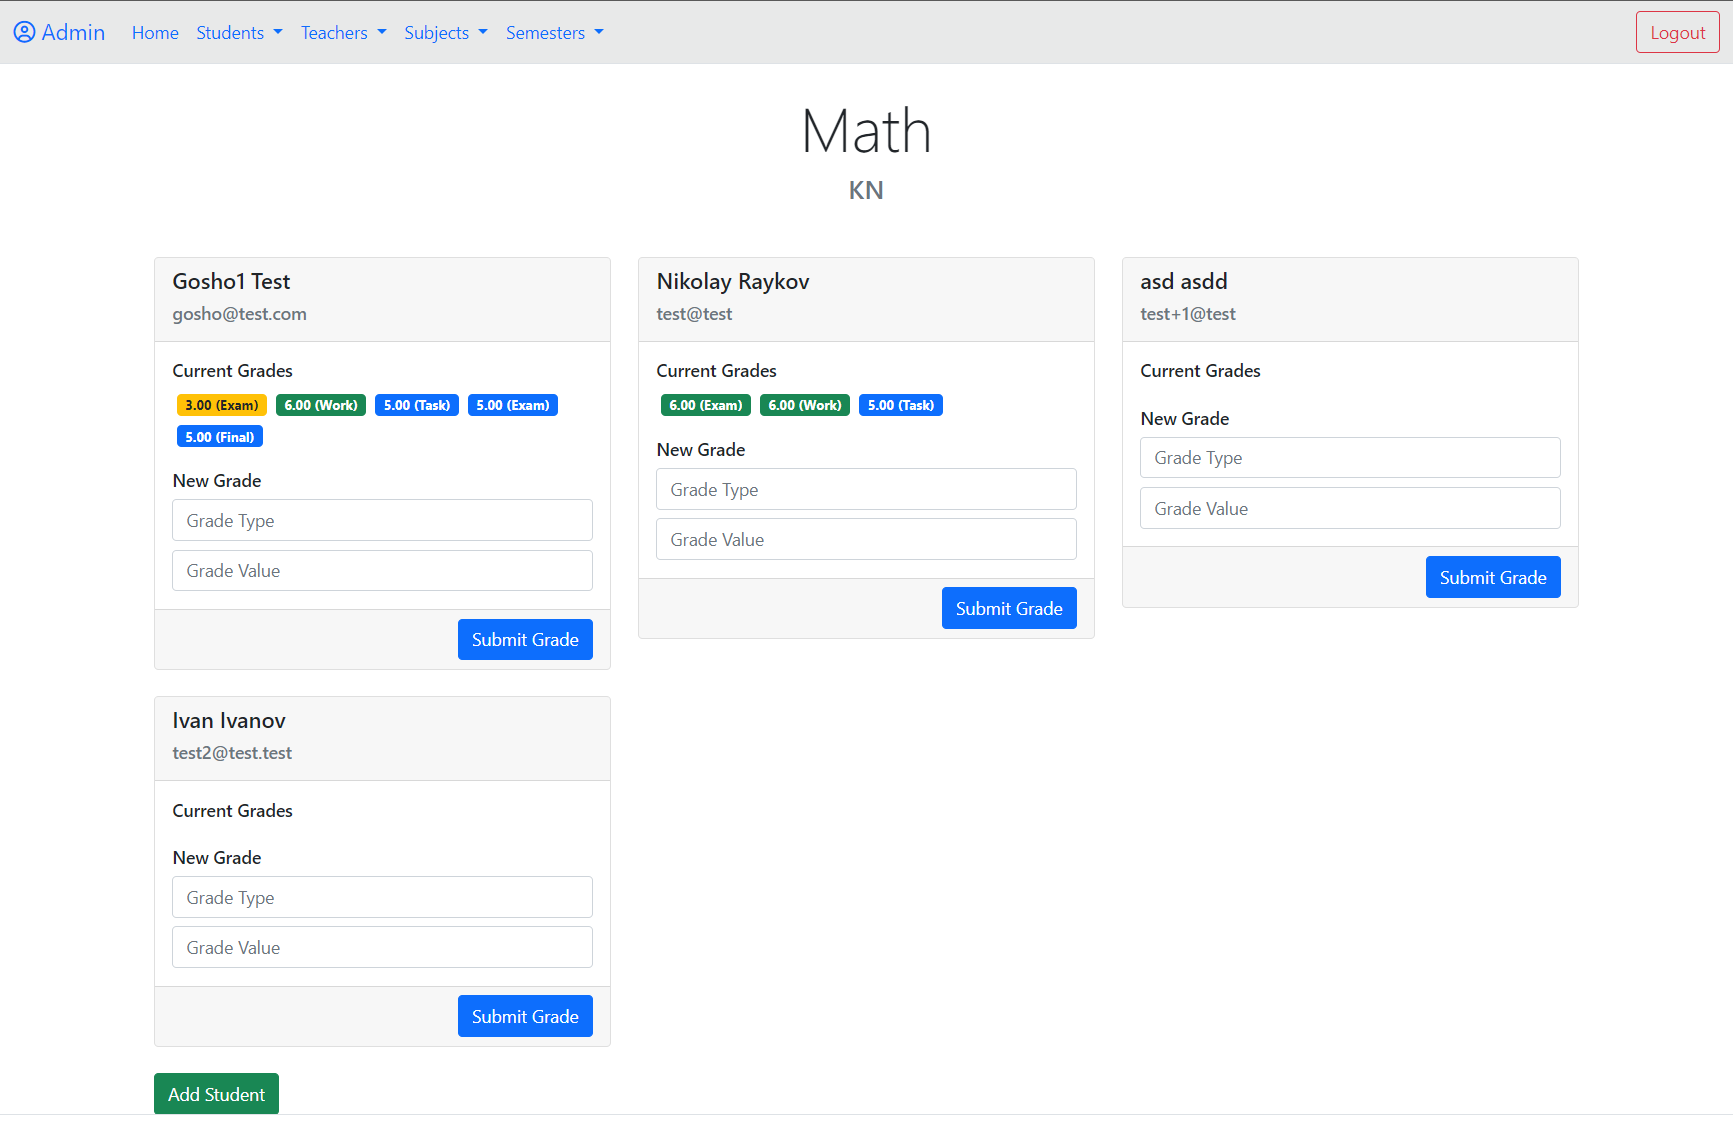 Admin Home Students Teachers Subjects Semesters Logout
Math
KN
Gosho1 Test
gosho@test.com
Current Grades
3.00 (Exam) 6.00 (Work) 5.00 (Task) 5.00 (Exam)
5.00 (Final)
New Grade
Grade Type
Grade Value
Submit Grade
Nikolay Raykov
test@test
Current Grades
6.00 (Exam) 6.00 (Work) 5.00 (Task)
New Grade
Grade Type
Grade Value
Submit Grade
asd asdd
test+1@test
Current Grades
New Grade
Grade Type
Grade Value
Submit Grade
Ivan Ivanov
test2@test.test
Current Grades
New Grade
Grade Type
Grade Value
Submit Grade
Add Student